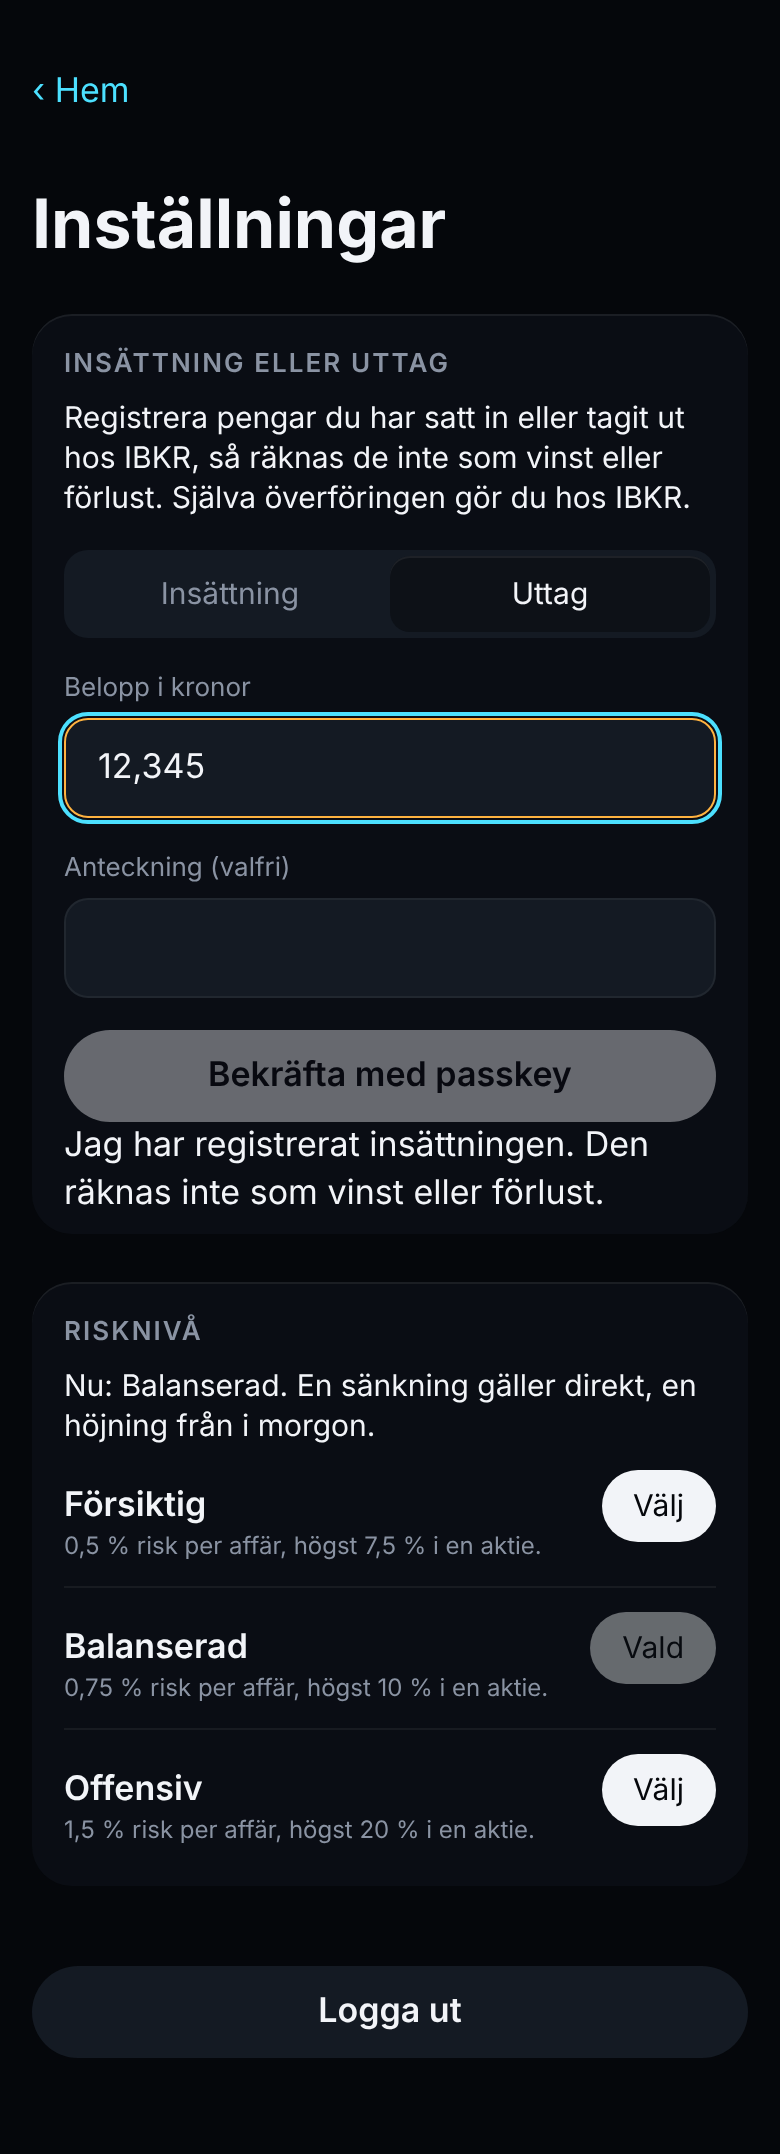 ‹ Hem
Inställningar
INSÄTTNING ELLER UTTAG
Registrera pengar du har satt in eller tagit ut
hos IBKR, så räknas de inte som vinst eller
förlust. Själva överföringen gör du hos IBKR.
Insättning
Uttag
Belopp i kronor
12,345
Anteckning (valfri)
Bekräfta med passkey
Jag har registrerat insättningen. Den
räknas inte som vinst eller förlust.
RISKNIVÅ
Nu: Balanserad. En sänkning gäller direkt, en
höjning från i morgon.
Försiktig
Välj
0,5 % risk per affär, högst 7,5 % i en aktie.
Balanserad
Vald
0,75 % risk per affär, högst 10 % i en aktie.
Offensiv
Välj
1,5 % risk per affär, högst 20 % i en aktie.
Logga ut